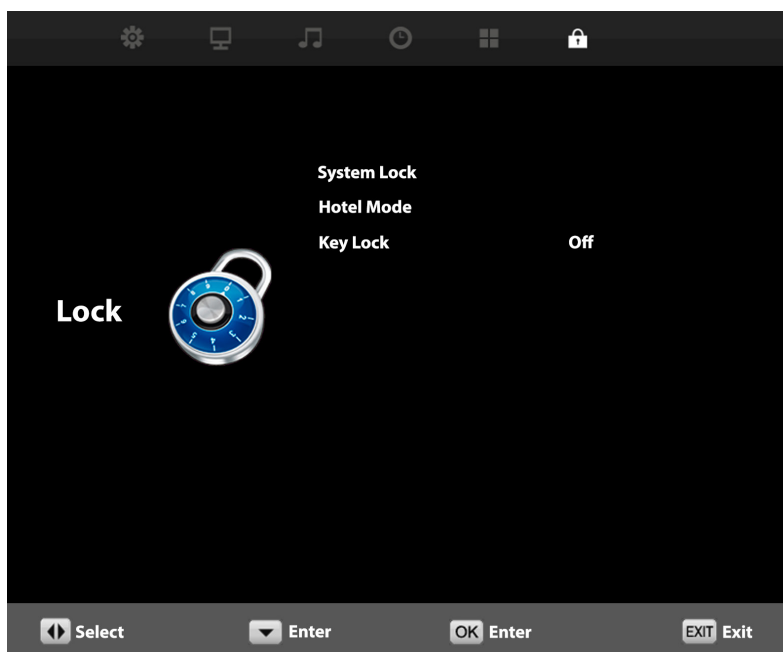 System Lock
Hotel Mode
Key Lock Off
Lock
Select Enter OK Enter EXIT Exit